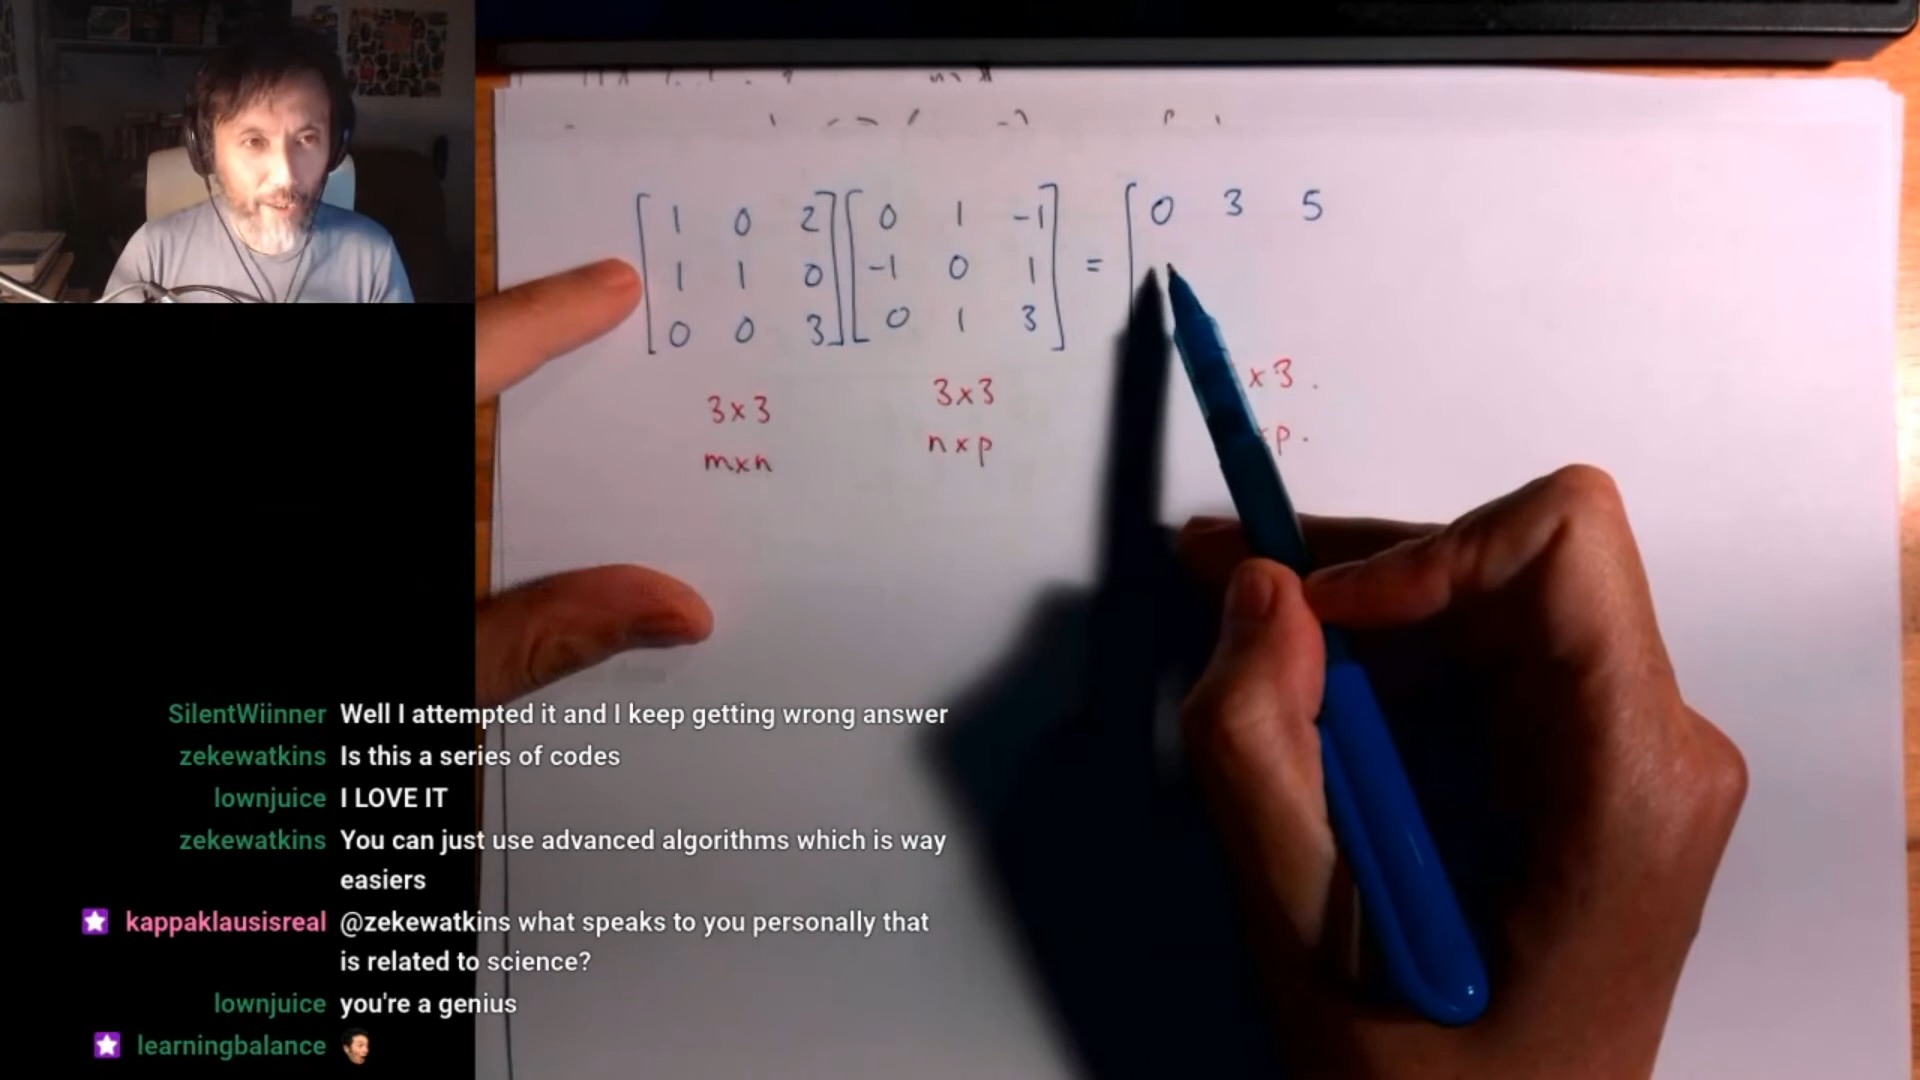 [ 1 0 2 ] [ 0 1 -1 ] = [ 0 3 5
1 1 0 -1 0 1
0 0 3 0 1 3
3x3 3x3 x3.
mxn nxp p.
SilentWiinner Well I attempted it and I keep getting wrong answer
zekewatkins Is this a series of codes
lownjuice I LOVE IT
zekewatkins You can just use advanced algorithms which is way
easiers
kappaklausisreal @zekewatkins what speaks to you personally that
is related to science?
lownjuice you're a genius
learningbalance